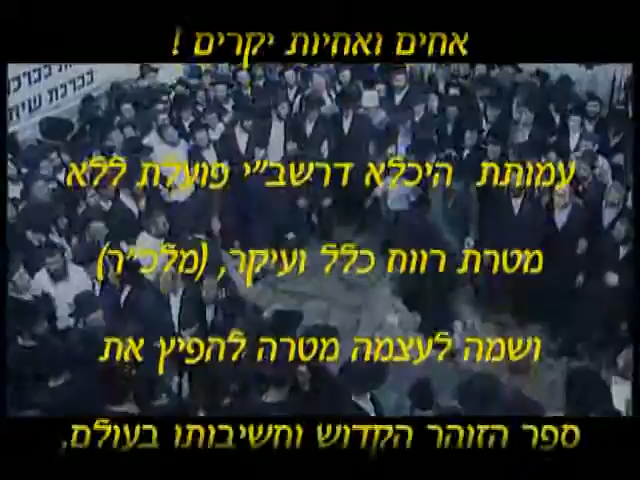 אחים ואחיות יקרים !
עמותת היכלא דרשב"י פועלת ללא
מטרת רווח כלל ועיקר, (מלכ"ר)
ושמה לעצמה מטרה להפיץ את
ספר הזוהר הקדוש וחשיבותו בעולם.